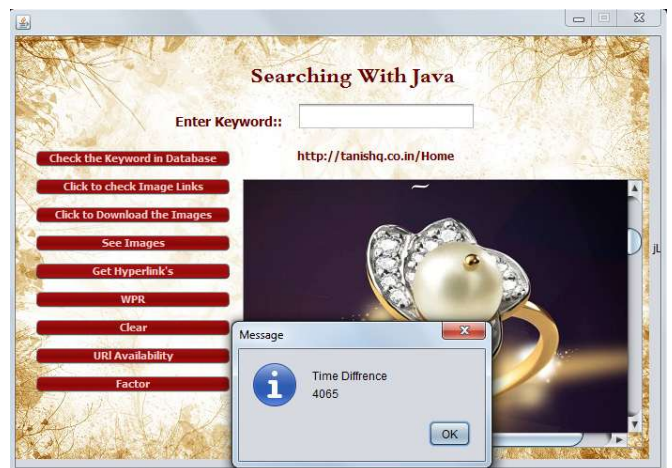 Searching With Java
Enter Keyword::
http://tanishq.co.in/Home
Check the Keyword in Database
Click to check Image Links
Click to Download the Images
See Images
Get Hyperlink's
WPR
Clear
URl Availability
Factor
jL
Message
Time Diffrence
4065
OK